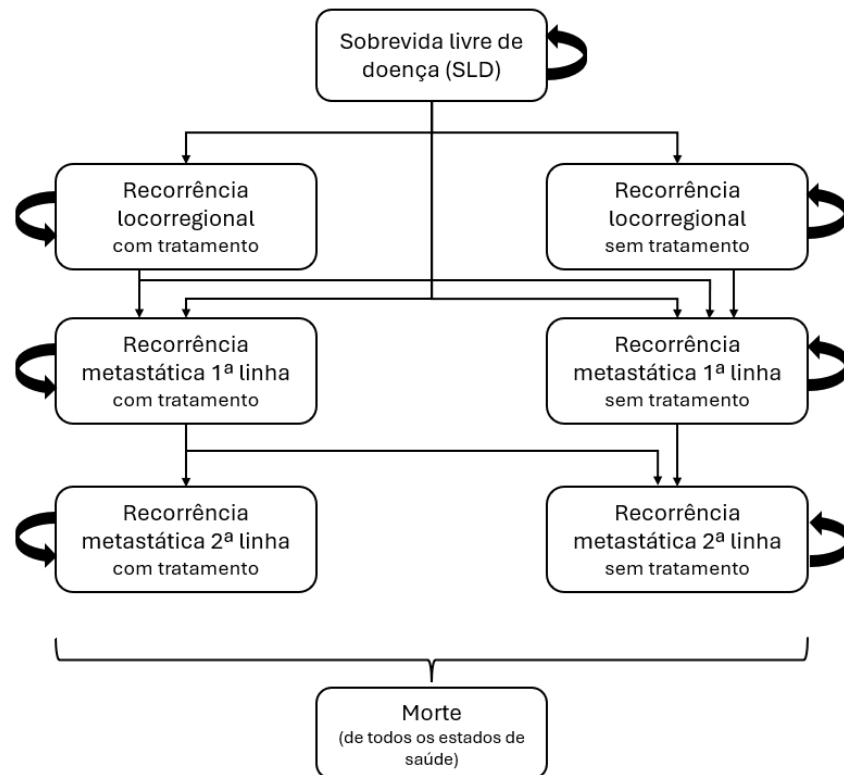 Sobrevida livre de
doença (SLD)
Recorrência
locorregional
com tratamento
Recorrência
locorregional
sem tratamento
Recorrência
metastática 1ª linha
com tratamento
Recorrência
metastática 1ª linha
sem tratamento
Recorrência
metastática 2ª linha
com tratamento
Recorrência
metastática 2ª linha
sem tratamento
Morte
(de todos os estados de
saúde)